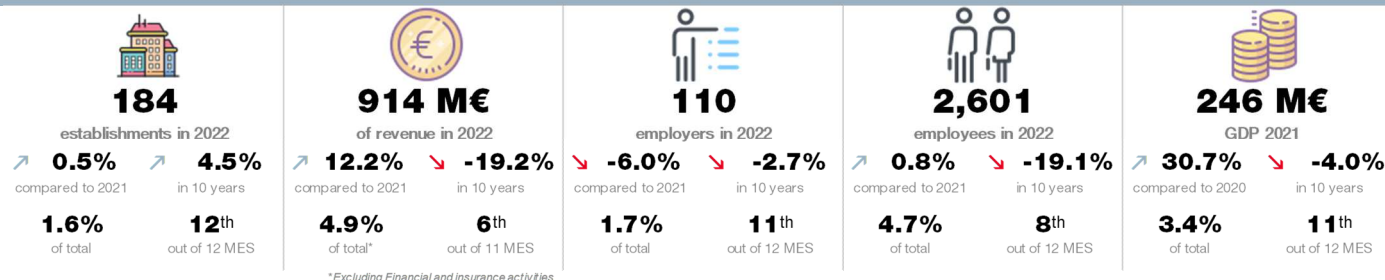 184
establishments in 2022
0.5% 4.5%
compared to 2021 in 10 years
1.6% 12th
of total out of 12 MES
€
914 M€
of revenue in 2022
12.2% -19.2%
compared to 2021 in 10 years
4.9% 6th
of total* out of 11 MES
*Excluding Financial and insurance activities
110
employers in 2022
-6.0% -2.7%
compared to 2021 in 10 years
1.7% 11th
of total out of 12 MES
2,601
employees in 2022
0.8% -19.1%
compared to 2021 in 10 years
4.7% 8th
of total out of 12 MES
246 M€
GDP 2021
30.7% -4.0%
compared to 2020 in 10 years
3.4% 11th
of total out of 12 MES